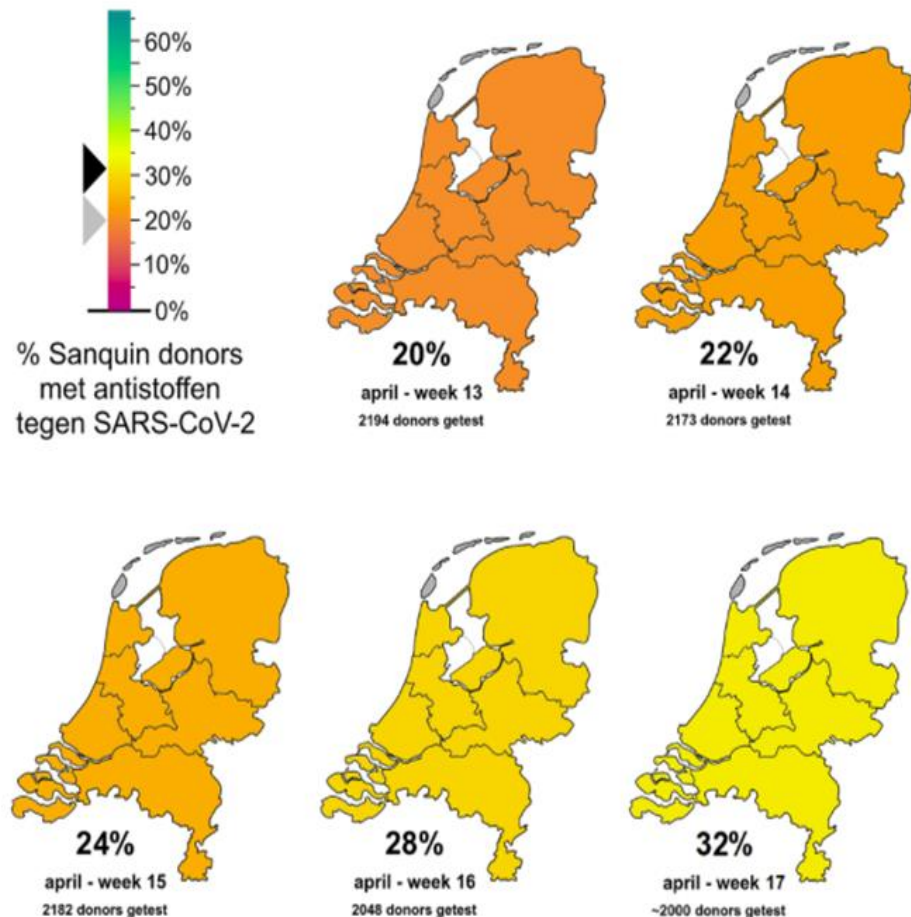 60%
50%
40%
30%
20%
10%
0%
% Sanquin donors
met antistoffen
tegen SARS-CoV-2
20%
april - week 13
2194 donors getest
22%
april - week 14
2173 donors getest
24%
april - week 15
2182 donors getest
28%
april - week 16
2048 donors getest
32%
april - week 17
~2000 donors getest